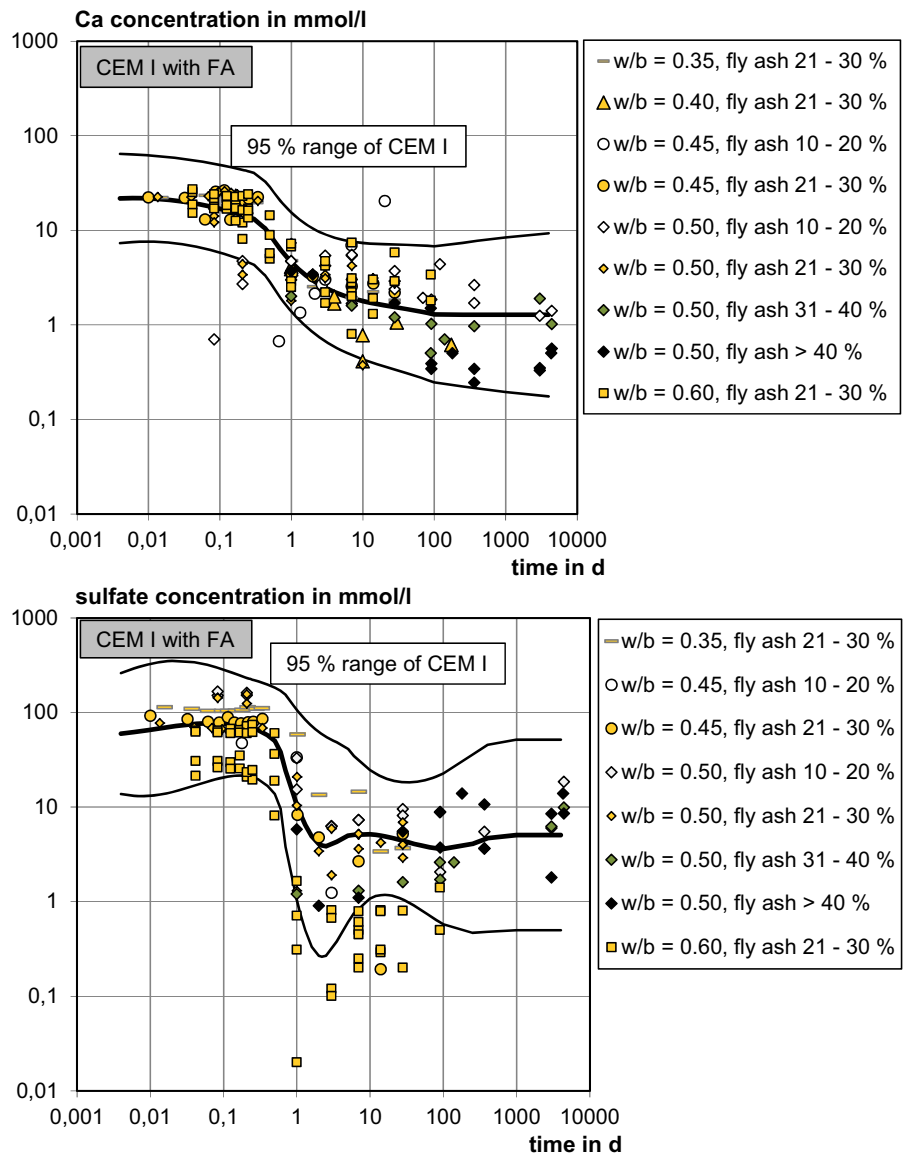 Ca concentration in mmol/l
1000
100
10
1
0,1
0,01
CEM I with FA
95 % range of CEM I
0,001
0,01
0,1
1
10
100
1000
10000
time in d
w/b = 0.35, fly ash 21 - 30 %
w/b = 0.40, fly ash 21 - 30 %
w/b = 0.45, fly ash 10 - 20 %
w/b = 0.45, fly ash 21 - 30 %
w/b = 0.50, fly ash 10 - 20 %
w/b = 0.50, fly ash 21 - 30 %
w/b = 0.50, fly ash 31 - 40 %
w/b = 0.50, fly ash > 40 %
w/b = 0.60, fly ash 21 - 30 %
sulfate concentration in mmol/l
1000
100
10
1
0,1
0,01
CEM I with FA
95 % range of CEM I
0,001
0,01
0,1
1
10
100
1000
10000
time in d
w/b = 0.35, fly ash 21 - 30 %
w/b = 0.45, fly ash 10 - 20 %
w/b = 0.45, fly ash 21 - 30 %
w/b = 0.50, fly ash 10 - 20 %
w/b = 0.50, fly ash 21 - 30 %
w/b = 0.50, fly ash 31 - 40 %
w/b = 0.50, fly ash > 40 %
w/b = 0.60, fly ash 21 - 30 %